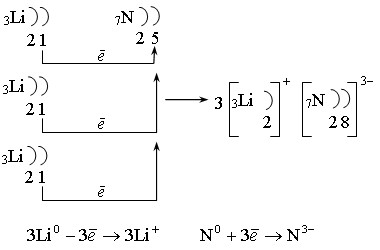 ₃Li ₇N
2 1 2 5
ē
₃Li
2 1
ē
3 [₃Li 2]⁺ [₇N 2 8]³⁻
₃Li
2 1
ē
3Li⁰ − 3ē → 3Li⁺ N⁰ + 3ē → N³⁻